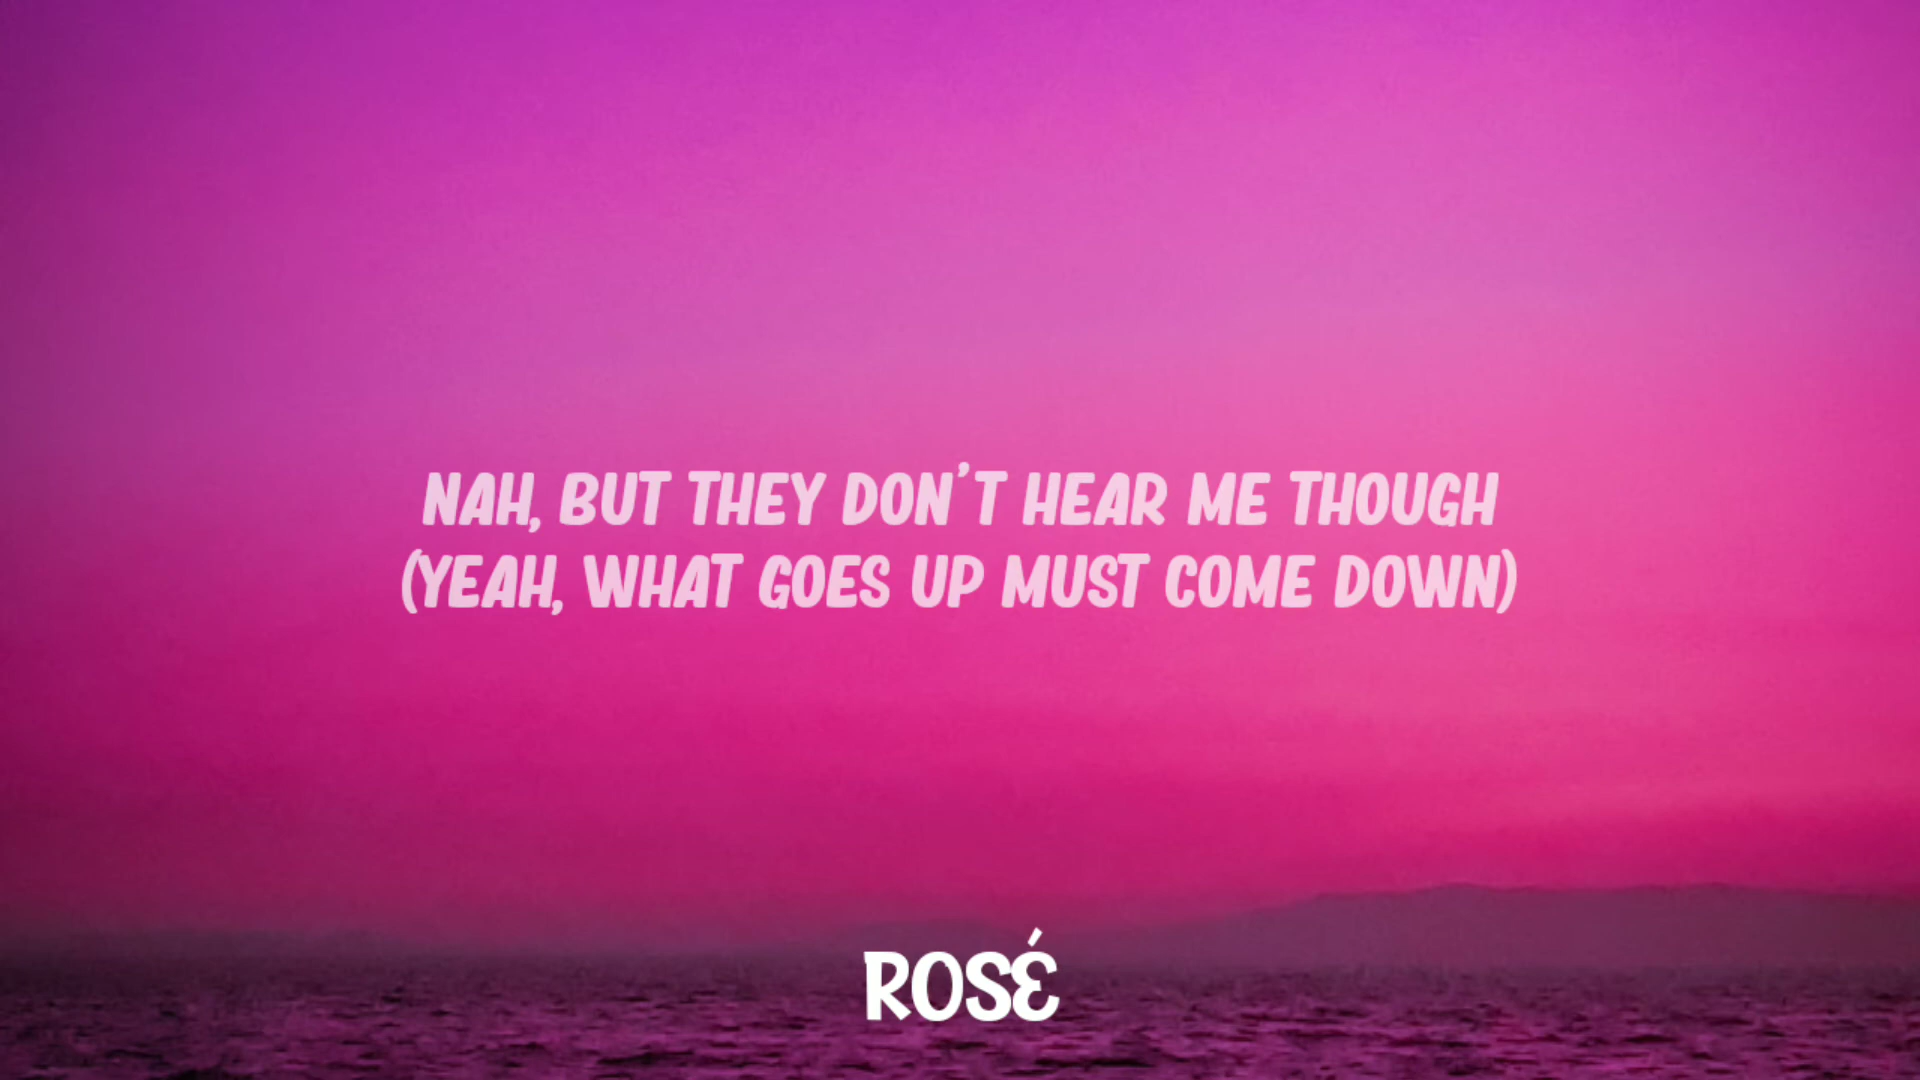 NAH, BUT THEY DON'T HEAR ME THOUGH
(YEAH, WHAT GOES UP MUST COME DOWN)
ROSÉ